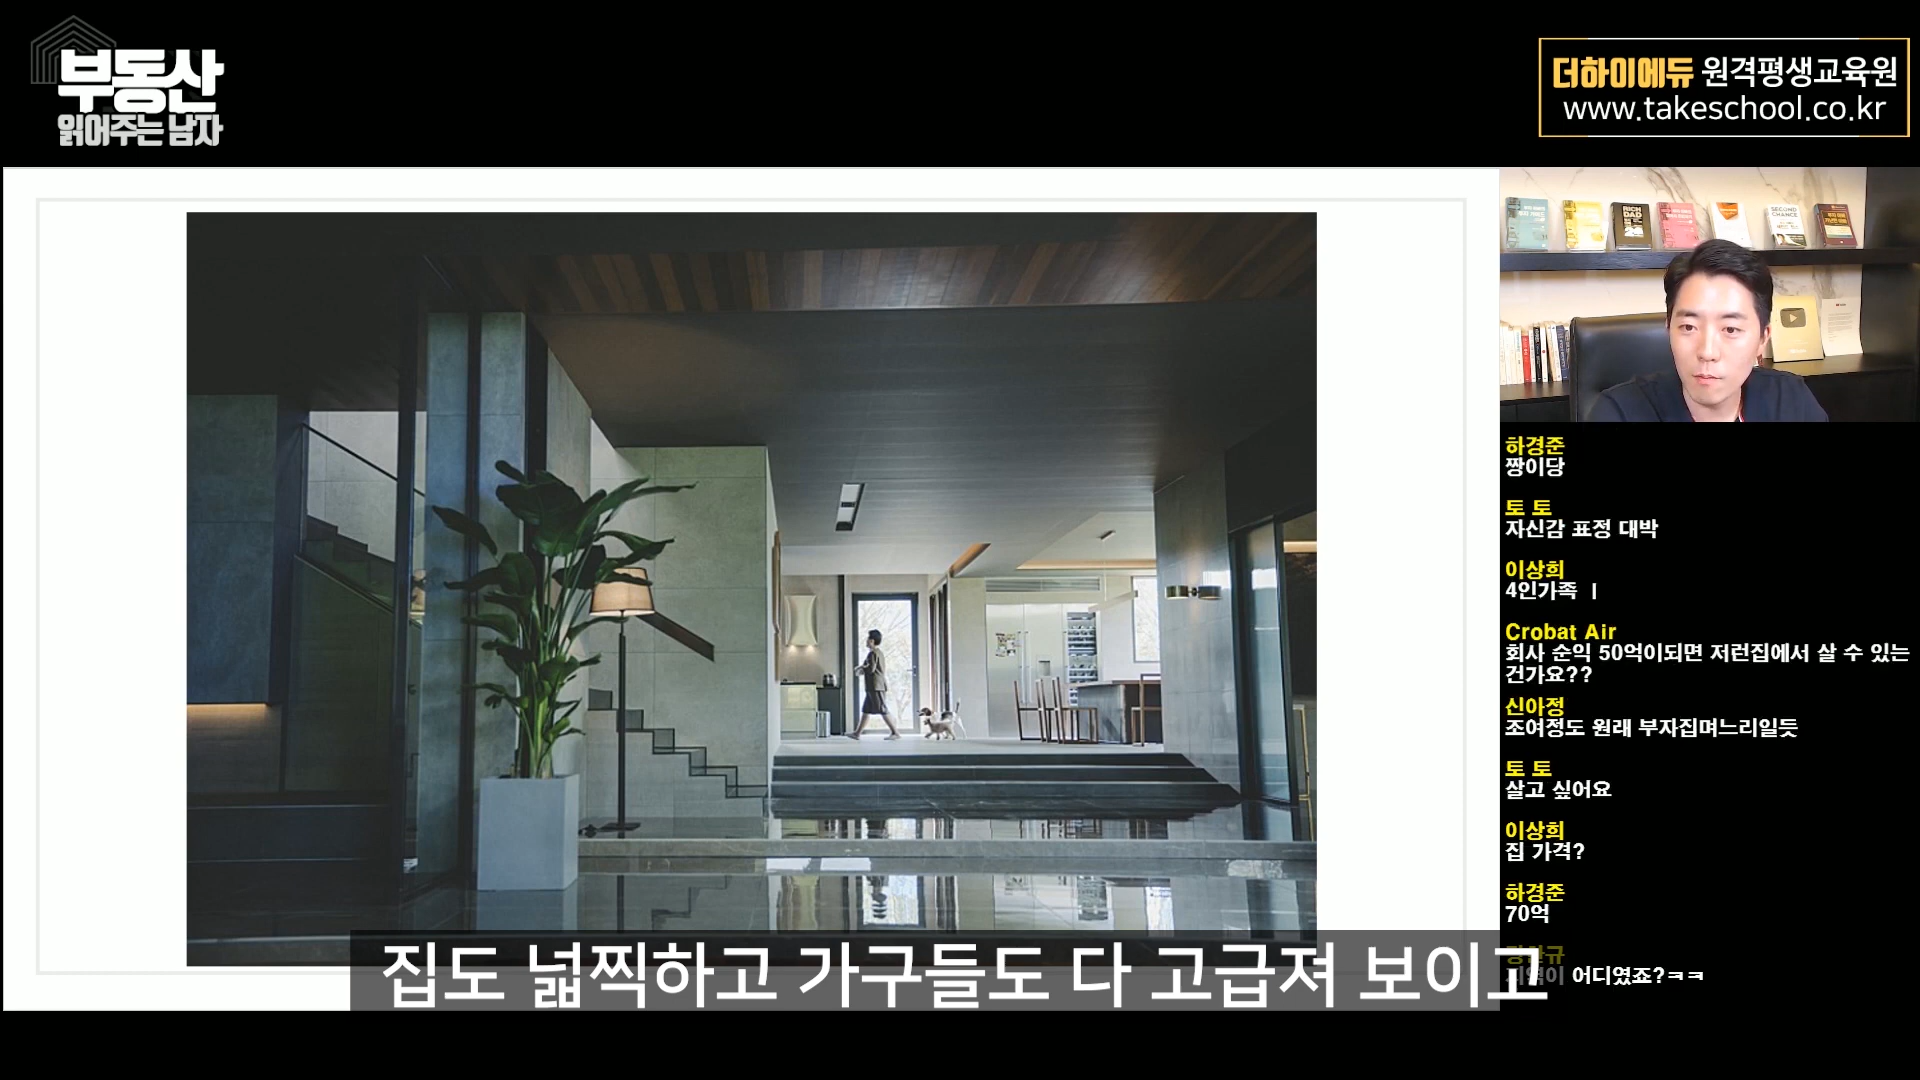 부동산
읽어주는 남자
더하이에듀 원격평생교육원
www.takeschool.co.kr
RICH
DAD
SECOND
CHANCE
하경준
짱이당
토 토
자신감 표정 대박
이상희
4인가족 ㅣ
Crobat Air
회사 순익 50억이되면 저런집에서 살 수 있는
건가요??
신아정
조여정도 원래 부자집며느리일듯
토 토
살고 싶어요
이상희
집 가격?
하경준
70억
어디였죠?ㅋㅋ
집도 넓찍하고 가구들도 다 고급져 보이고